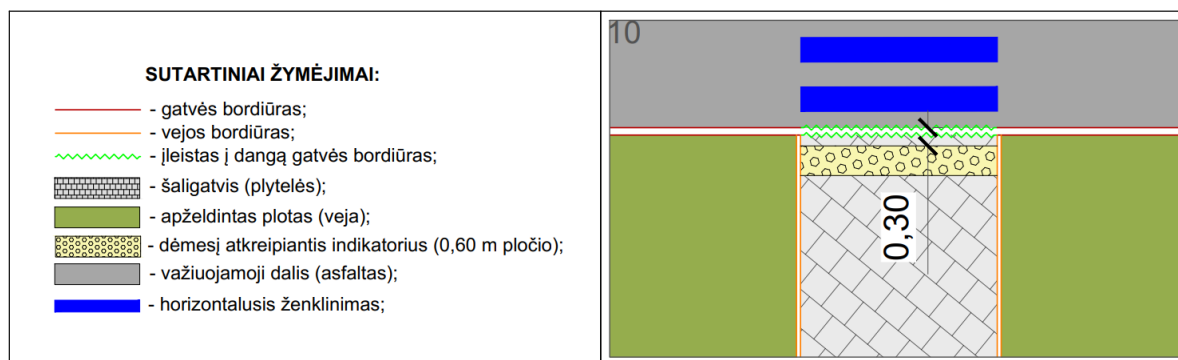 SUTARTINIAI ŽYMĖJIMAI:
- gatvės bordiūras;
- vejos bordiūras;
- įleistas į dangą gatvės bordiūras;
- šaligatvis (plytelės);
- apželdintas plotas (veja);
- dėmesį atkreipiantis indikatorius (0,60 m pločio);
- važiuojamoji dalis (asfaltas);
- horizontalusis ženklinimas;
10
0,30